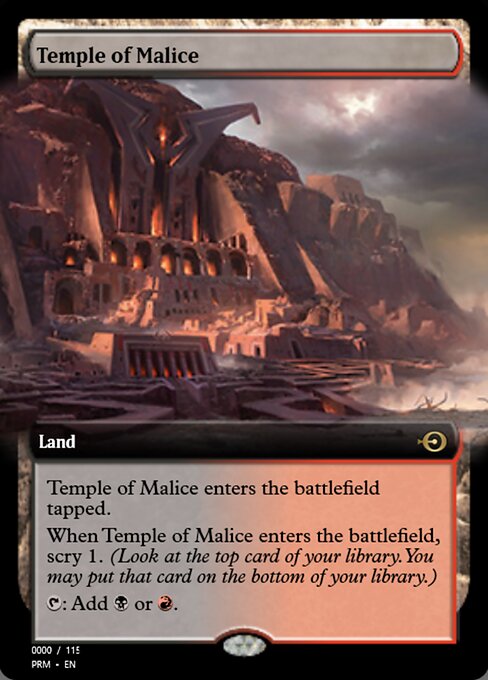 Temple of Malice
Land
Temple of Malice enters the battlefield
tapped.
When Temple of Malice enters the battlefield,
scry 1. (Look at the top card of your library. You
may put that card on the bottom of your library.)
: Add or .
0000 / 115
PRM • EN